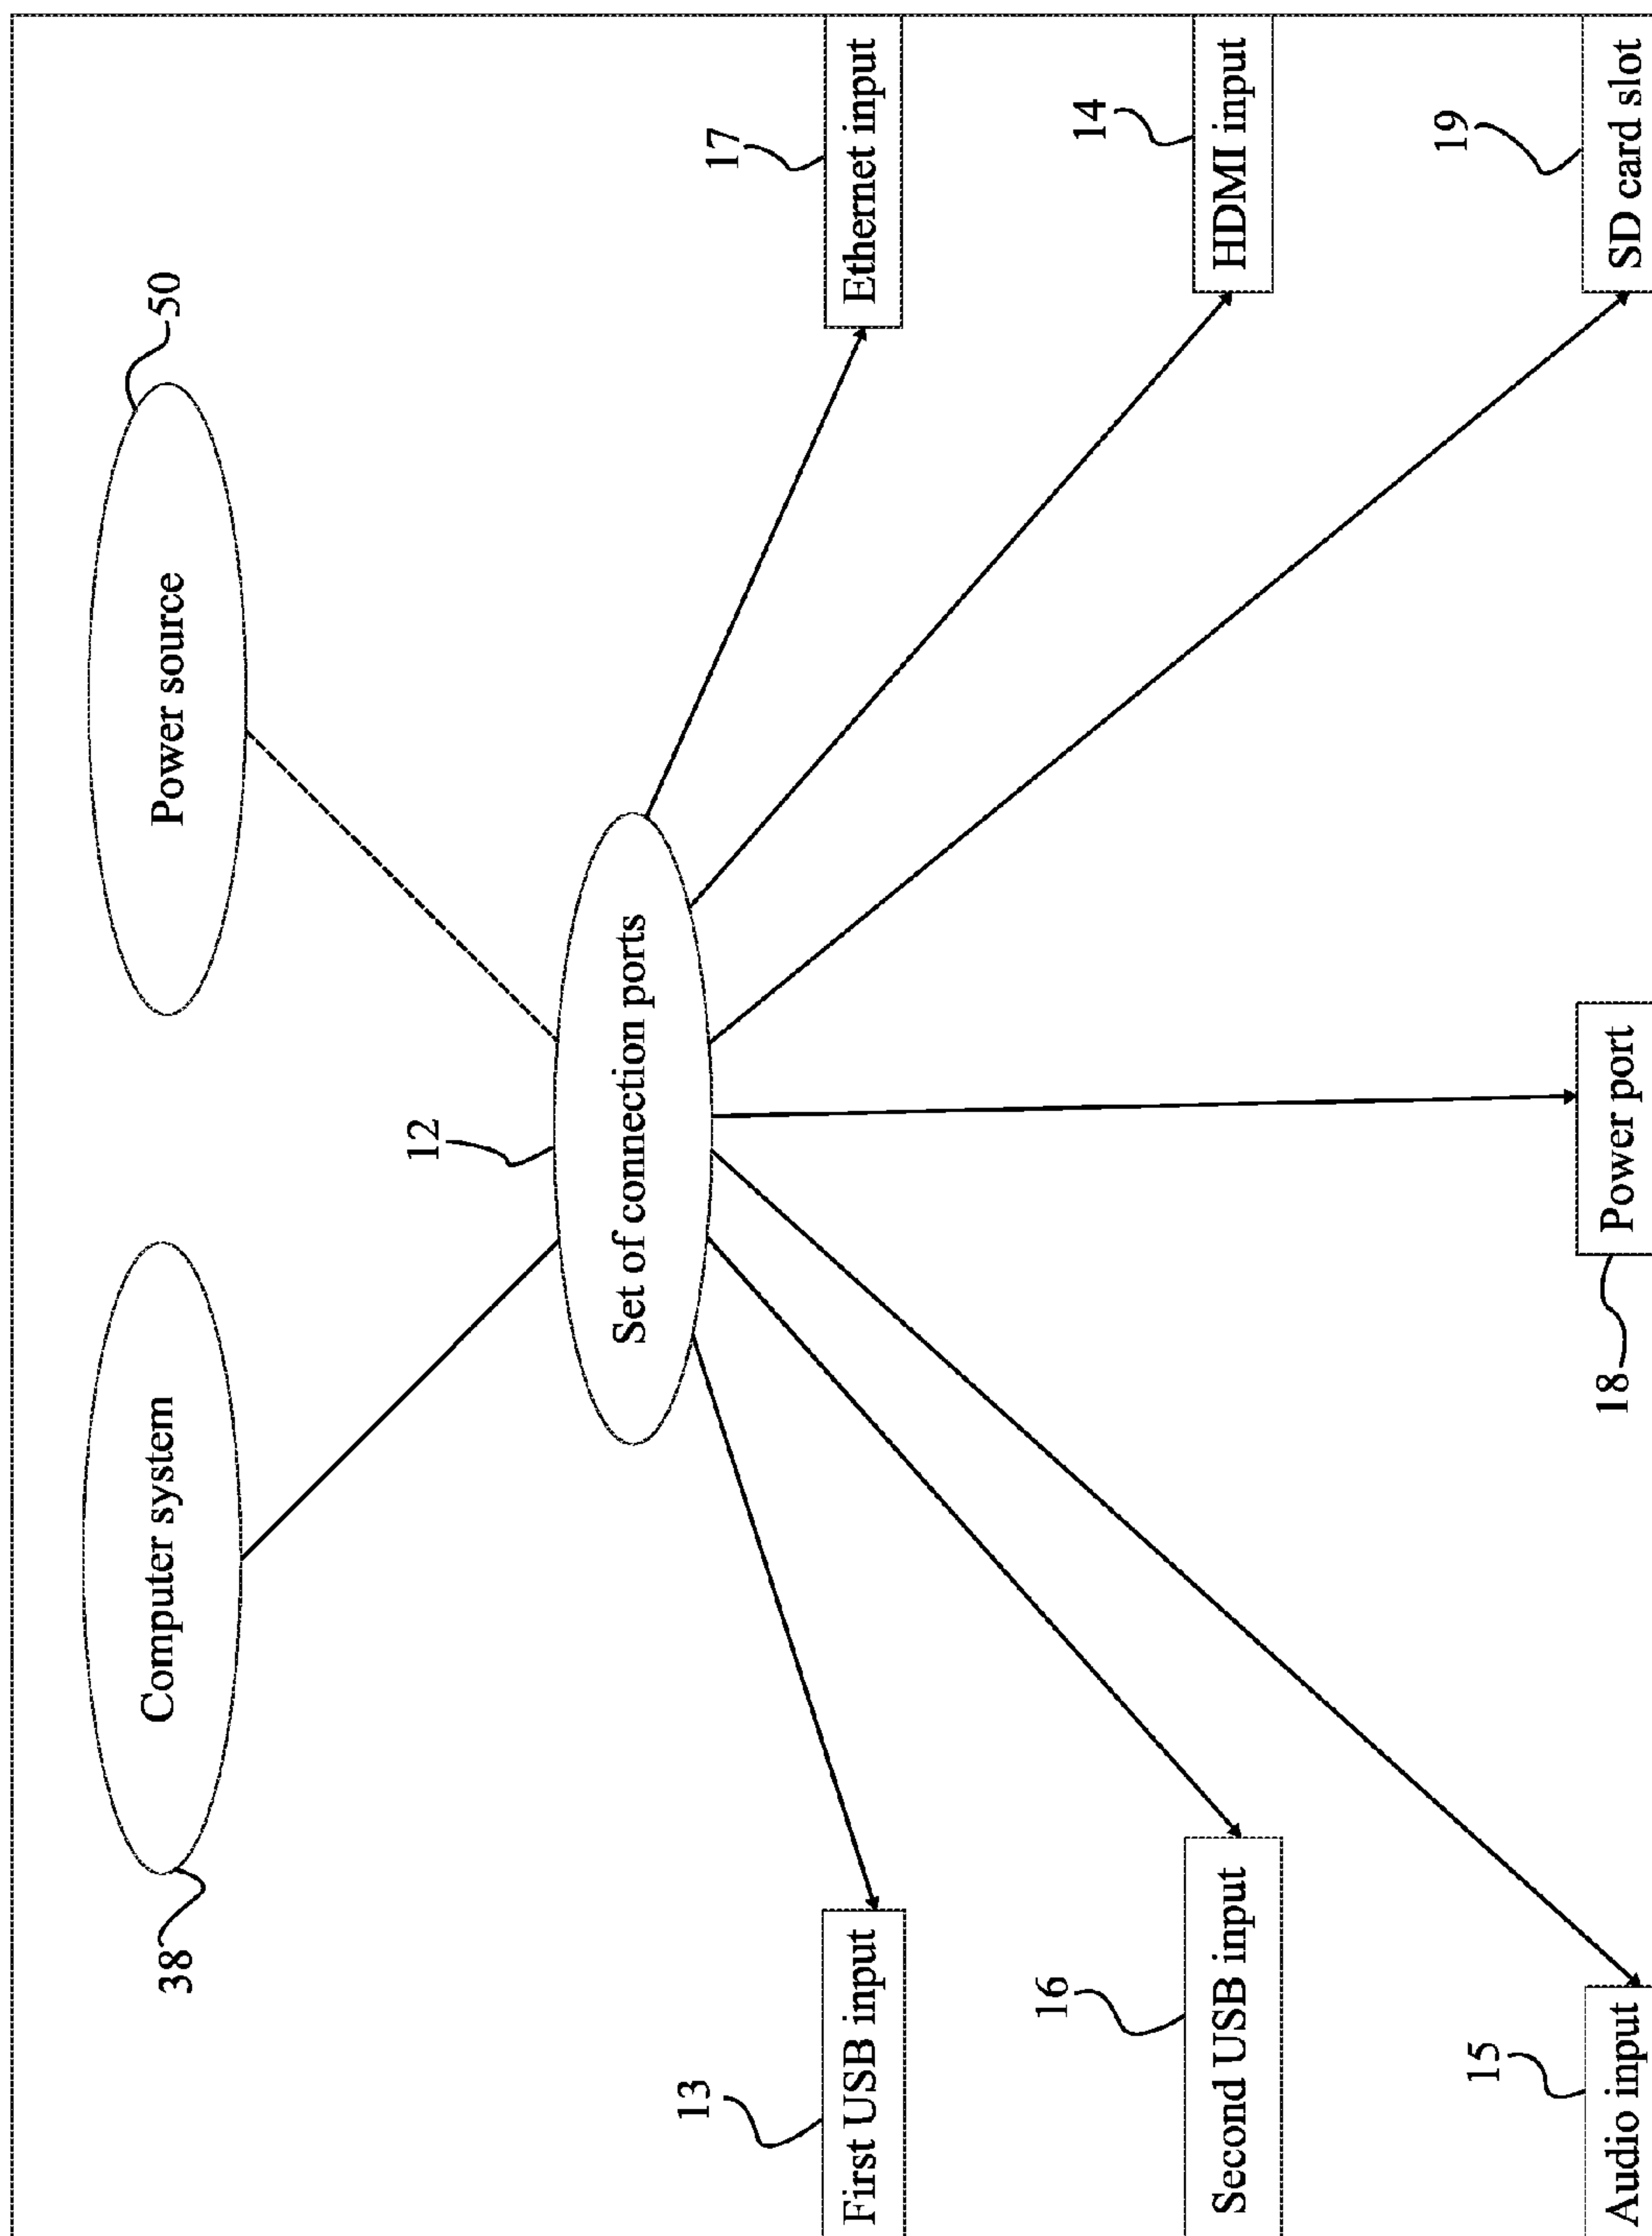 38
Computer system
Power source
50
12
Set of connection ports
13
First USB input
17
Ethernet input
16
Second USB input
14
HDMI input
15
Audio input
18
Power port
19
SD card slot